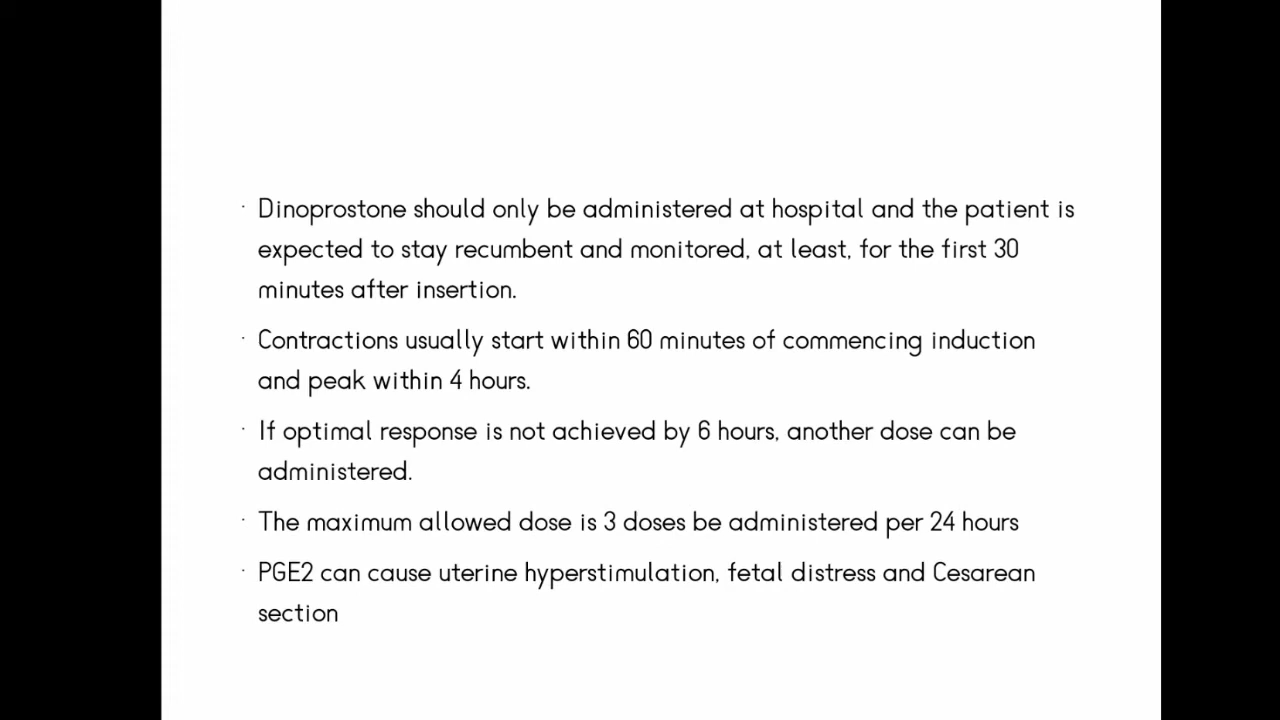 · Dinoprostone should only be administered at hospital and the patient is
expected to stay recumbent and monitored, at least, for the first 30
minutes after insertion.
· Contractions usually start within 60 minutes of commencing induction
and peak within 4 hours.
· If optimal response is not achieved by 6 hours, another dose can be
administered.
· The maximum allowed dose is 3 doses be administered per 24 hours
· PGE2 can cause uterine hyperstimulation, fetal distress and Cesarean
section